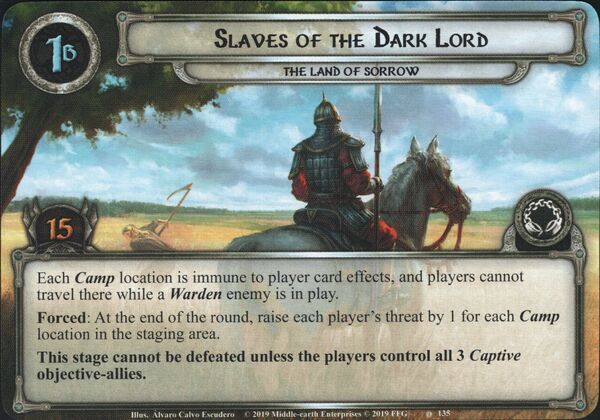 1B
SLAVES OF THE DARK LORD
THE LAND OF SORROW
15
Each Camp location is immune to player card effects, and players cannot
travel there while a Warden enemy is in play.
Forced: At the end of the round, raise each player's threat by 1 for each Camp
location in the staging area.
This stage cannot be defeated unless the players control all 3 Captive
objective-allies.
Illus. Álvaro Calvo Escudero © 2019 Middle-earth Enterprises © 2019 FFG 135